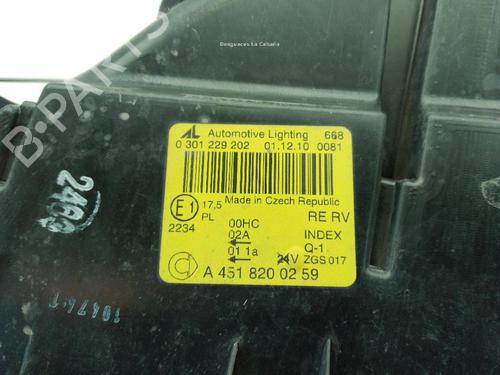 Desguaces La Cabaña
B-PARTS
AL Automotive Lighting 668
0 301 229 202 01.12.10 0081
Made in Czech Republic
E1 17,5 RE RV
PL 00HC
2234 02A INDEX
01 1a Q-1
24V ZGS 017
A 451 820 02 59